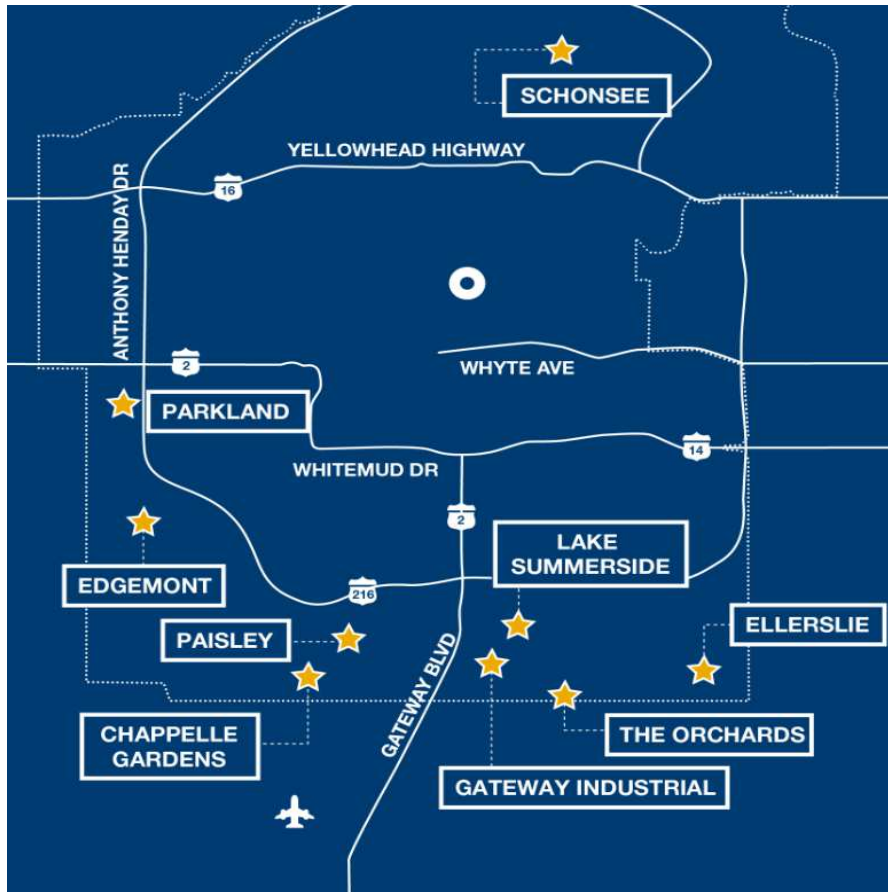 SCHONSEE
YELLOWHEAD HIGHWAY
16
ANTHONY HENDAY DR
2
WHYTE AVE
PARKLAND
WHITEMUD DR
14
2
LAKE
SUMMERSIDE
EDGEMONT
216
PAISLEY
ELLERSLIE
GATEWAY BLVD
CHAPPELLE
GARDENS
THE ORCHARDS
GATEWAY INDUSTRIAL